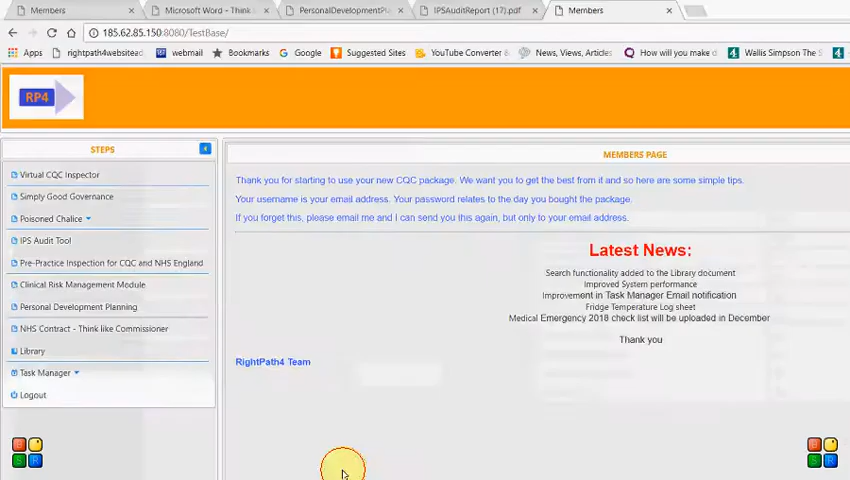 Members
Microsoft Word - Think
PersonalDevelopmentPl
IPSAuditReport (17).pdf
Members
185.62.85.150:8080/TestBase/
Apps
rightpath4websitead
webmail
Bookmarks
Google
Suggested Sites
YouTube Converter &
News, Views, Articles
How will you make d
Wallis Simpson The S
RP4
STEPS
MEMBERS PAGE
Virtual CQC Inspector
Simply Good Governance
Poisoned Chalice
IPS Audit Tool
Pre-Practice Inspection for CQC and NHS England
Clinical Risk Management Module
Personal Development Planning
NHS Contract - Think like Commissioner
Library
Task Manager
Logout
Thank you for starting to use your new CQC package. We want you to get the best from it and so here are some simple tips.
Your username is your email address. Your password relates to the day you bought the package.
If you forget this, please email me and I can send you this again, but only to your email address.
Latest News:
Search functionality added to the Library document
Improved System performance
Improvement in Task Manager Email notification
Fridge Temperature Log sheet
Medical Emergency 2018 check list will be uploaded in December
Thank you
RightPath4 Team